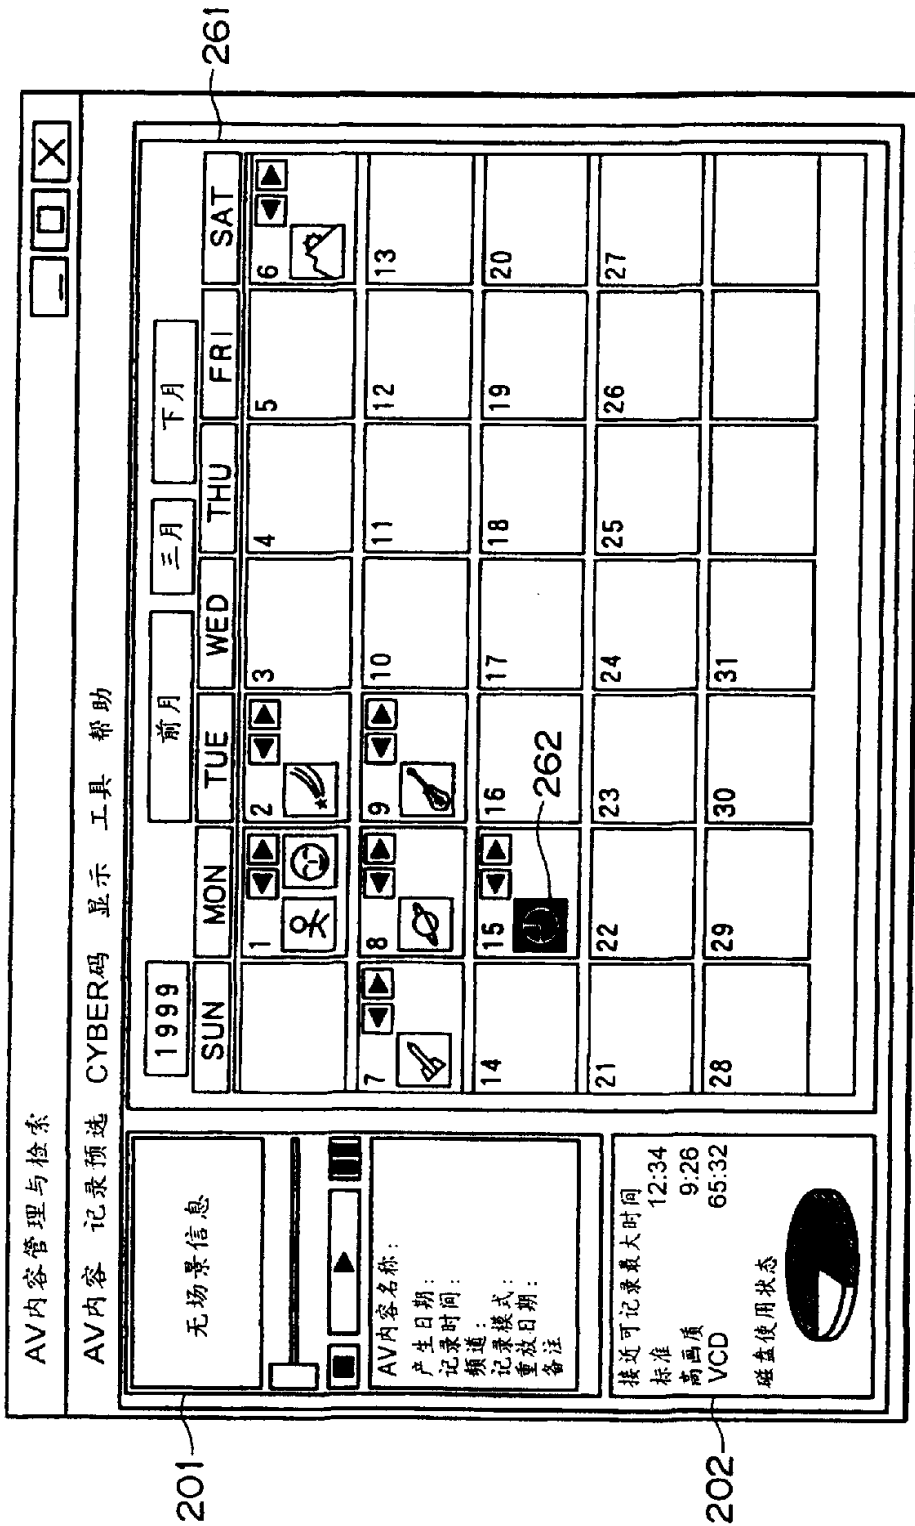 AV内容管理与检索
AV内容 记录预选 CYBER码 显示 工具 帮助
201
无场景信息
AV内容名称:
产生日期:
记录时间:
频道:
记录模式:
重放日期:
备注
202
接近可记录最大时间
标准 12:34
高画质 9:26
VCD 65:32
磁盘使用状态
261
1999 前月 三月 下月
SUN MON TUE WED THU FRI SAT
1 2 3 4 5 6
7 8 9 10 11 12 13
14 15 16 17 18 19 20
262
21 22 23 24 25 26 27
28 29 30 31